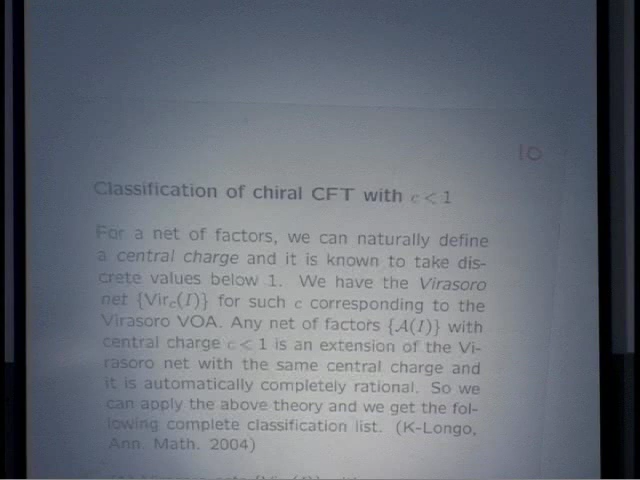 10
Classification of chiral CFT with c < 1
For a net of factors, we can naturally define
a central charge and it is known to take dis-
crete values below 1. We have the Virasoro
net {Vir_c(I)} for such c corresponding to the
Virasoro VOA. Any net of factors {A(I)} with
central charge c < 1 is an extension of the Vi-
rasoro net with the same central charge and
it is automatically completely rational. So we
can apply the above theory and we get the fol-
lowing complete classification list. (K-Longo,
Ann. Math. 2004)